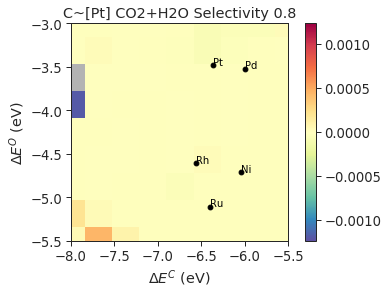 C~[Pt] CO2+H2O Selectivity 0.8
−3.0
−3.5
−4.0
−4.5
−5.0
−5.5
ΔE^O (eV)
Pt
Pd
Rh
Ni
Ru
−8.0 −7.5 −7.0 −6.5 −6.0 −5.5
ΔE^C (eV)
0.0010
0.0005
0.0000
−0.0005
−0.0010